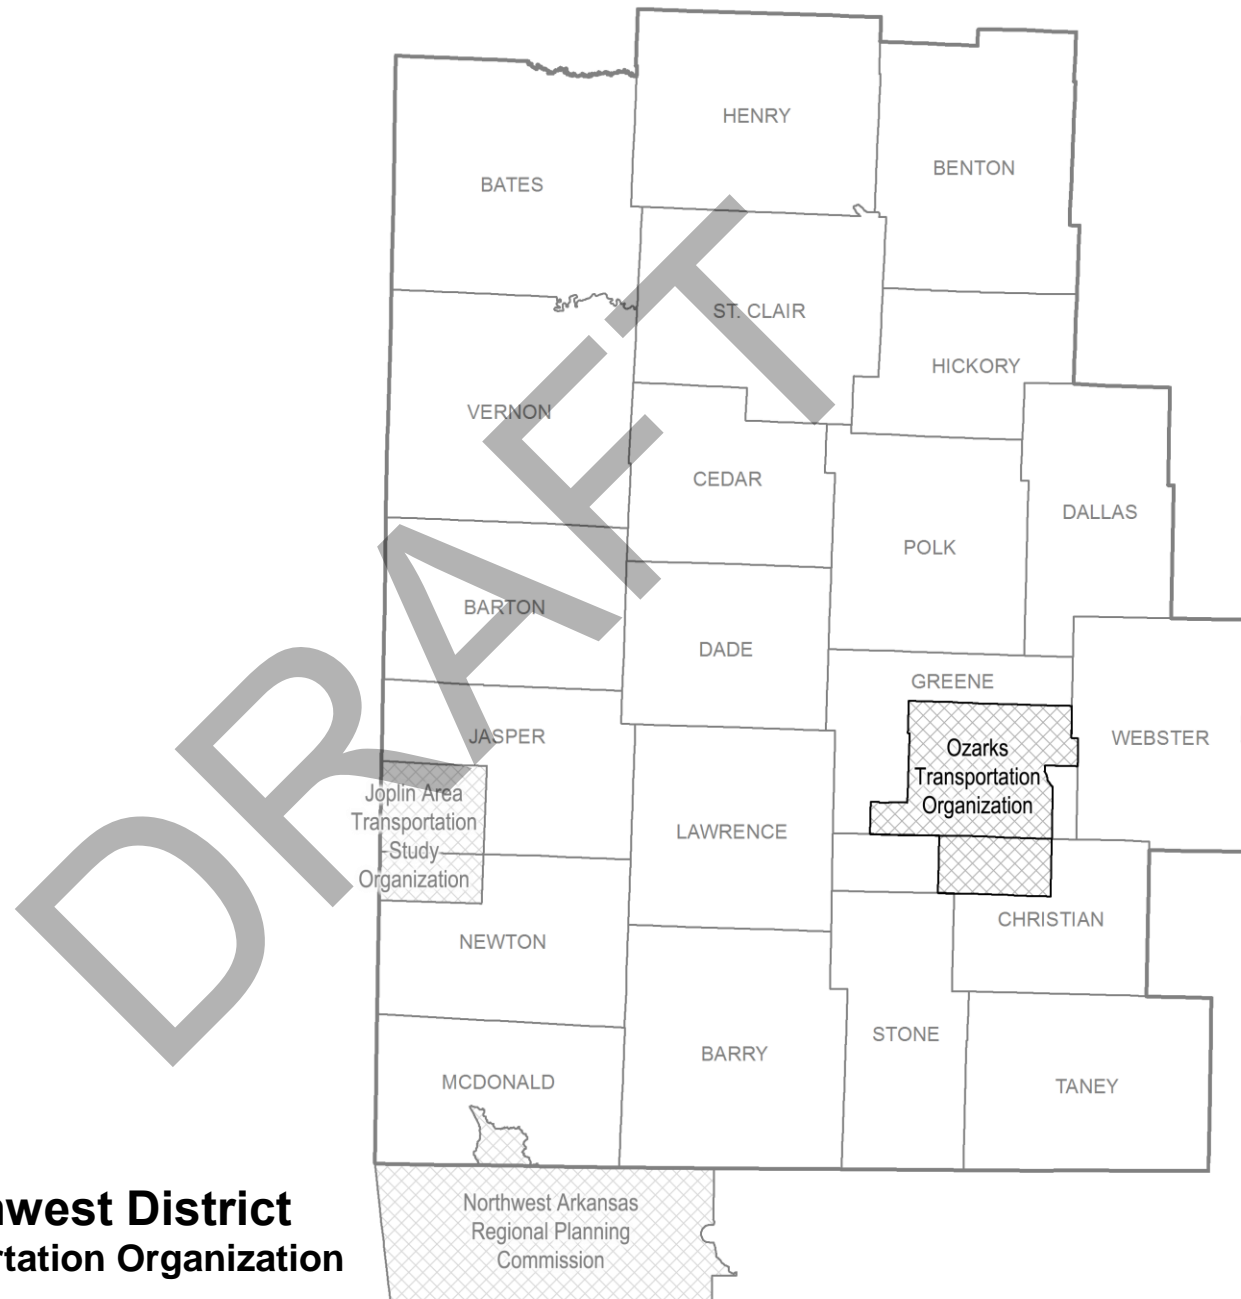 HENRY
BENTON
BATES
ST. CLAIR
HICKORY
VERNON
CEDAR
DALLAS
POLK
BARTON
DADE
GREENE
JASPER
WEBSTER
Ozarks
Transportation
Organization
Joplin Area
Transportation
Study
Organization
LAWRENCE
CHRISTIAN
NEWTON
STONE
BARRY
MCDONALD
TANEY
Northwest Arkansas
Regional Planning
Commission
DRAFT
west District
tation Organization